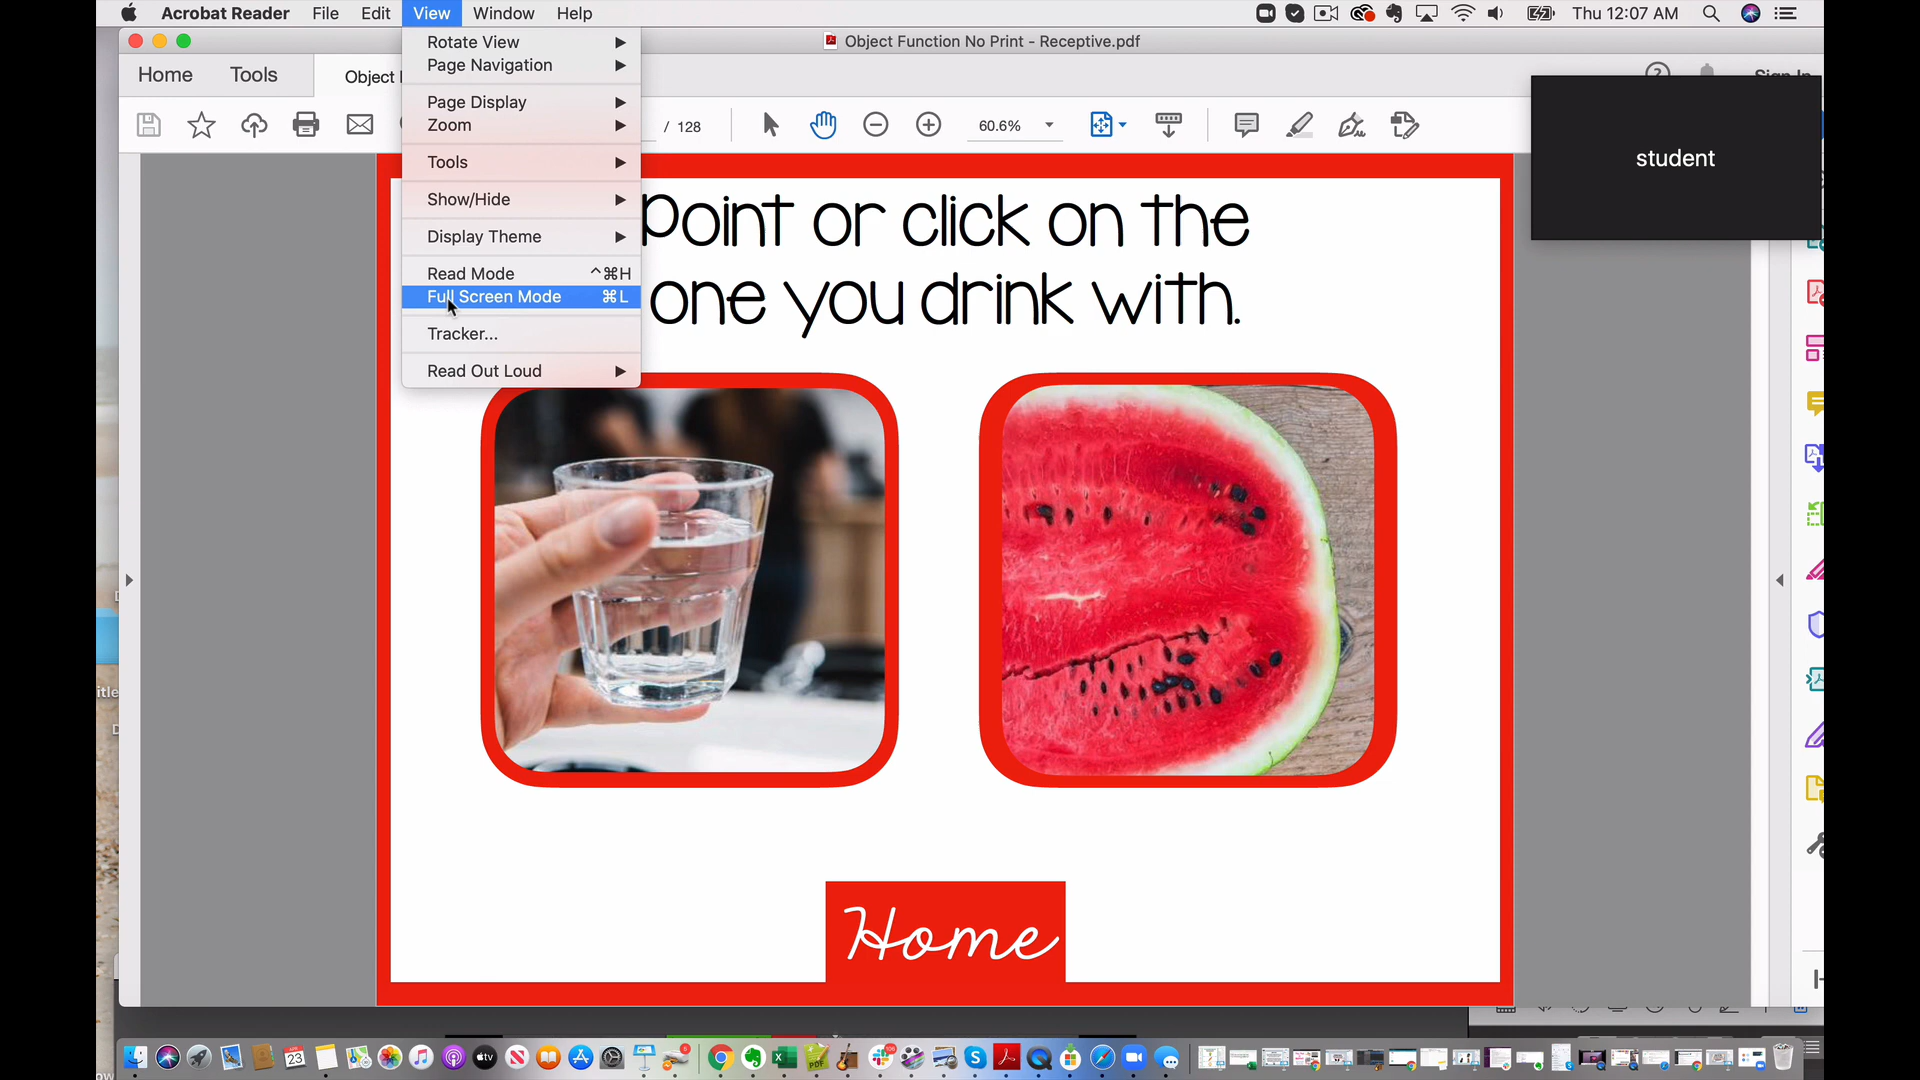 Acrobat Reader File Edit View Window Help Thu 12:07 AM
Object Function No Print - Receptive.pdf
Home Tools Object
/ 128 60.6%
Rotate View
Page Navigation
Page Display
Zoom
Tools
Show/Hide
Display Theme
Read Mode ^⌘H
Full Screen Mode ⌘L
Tracker...
Read Out Loud
student
Point or click on the
one you drink with.
Home